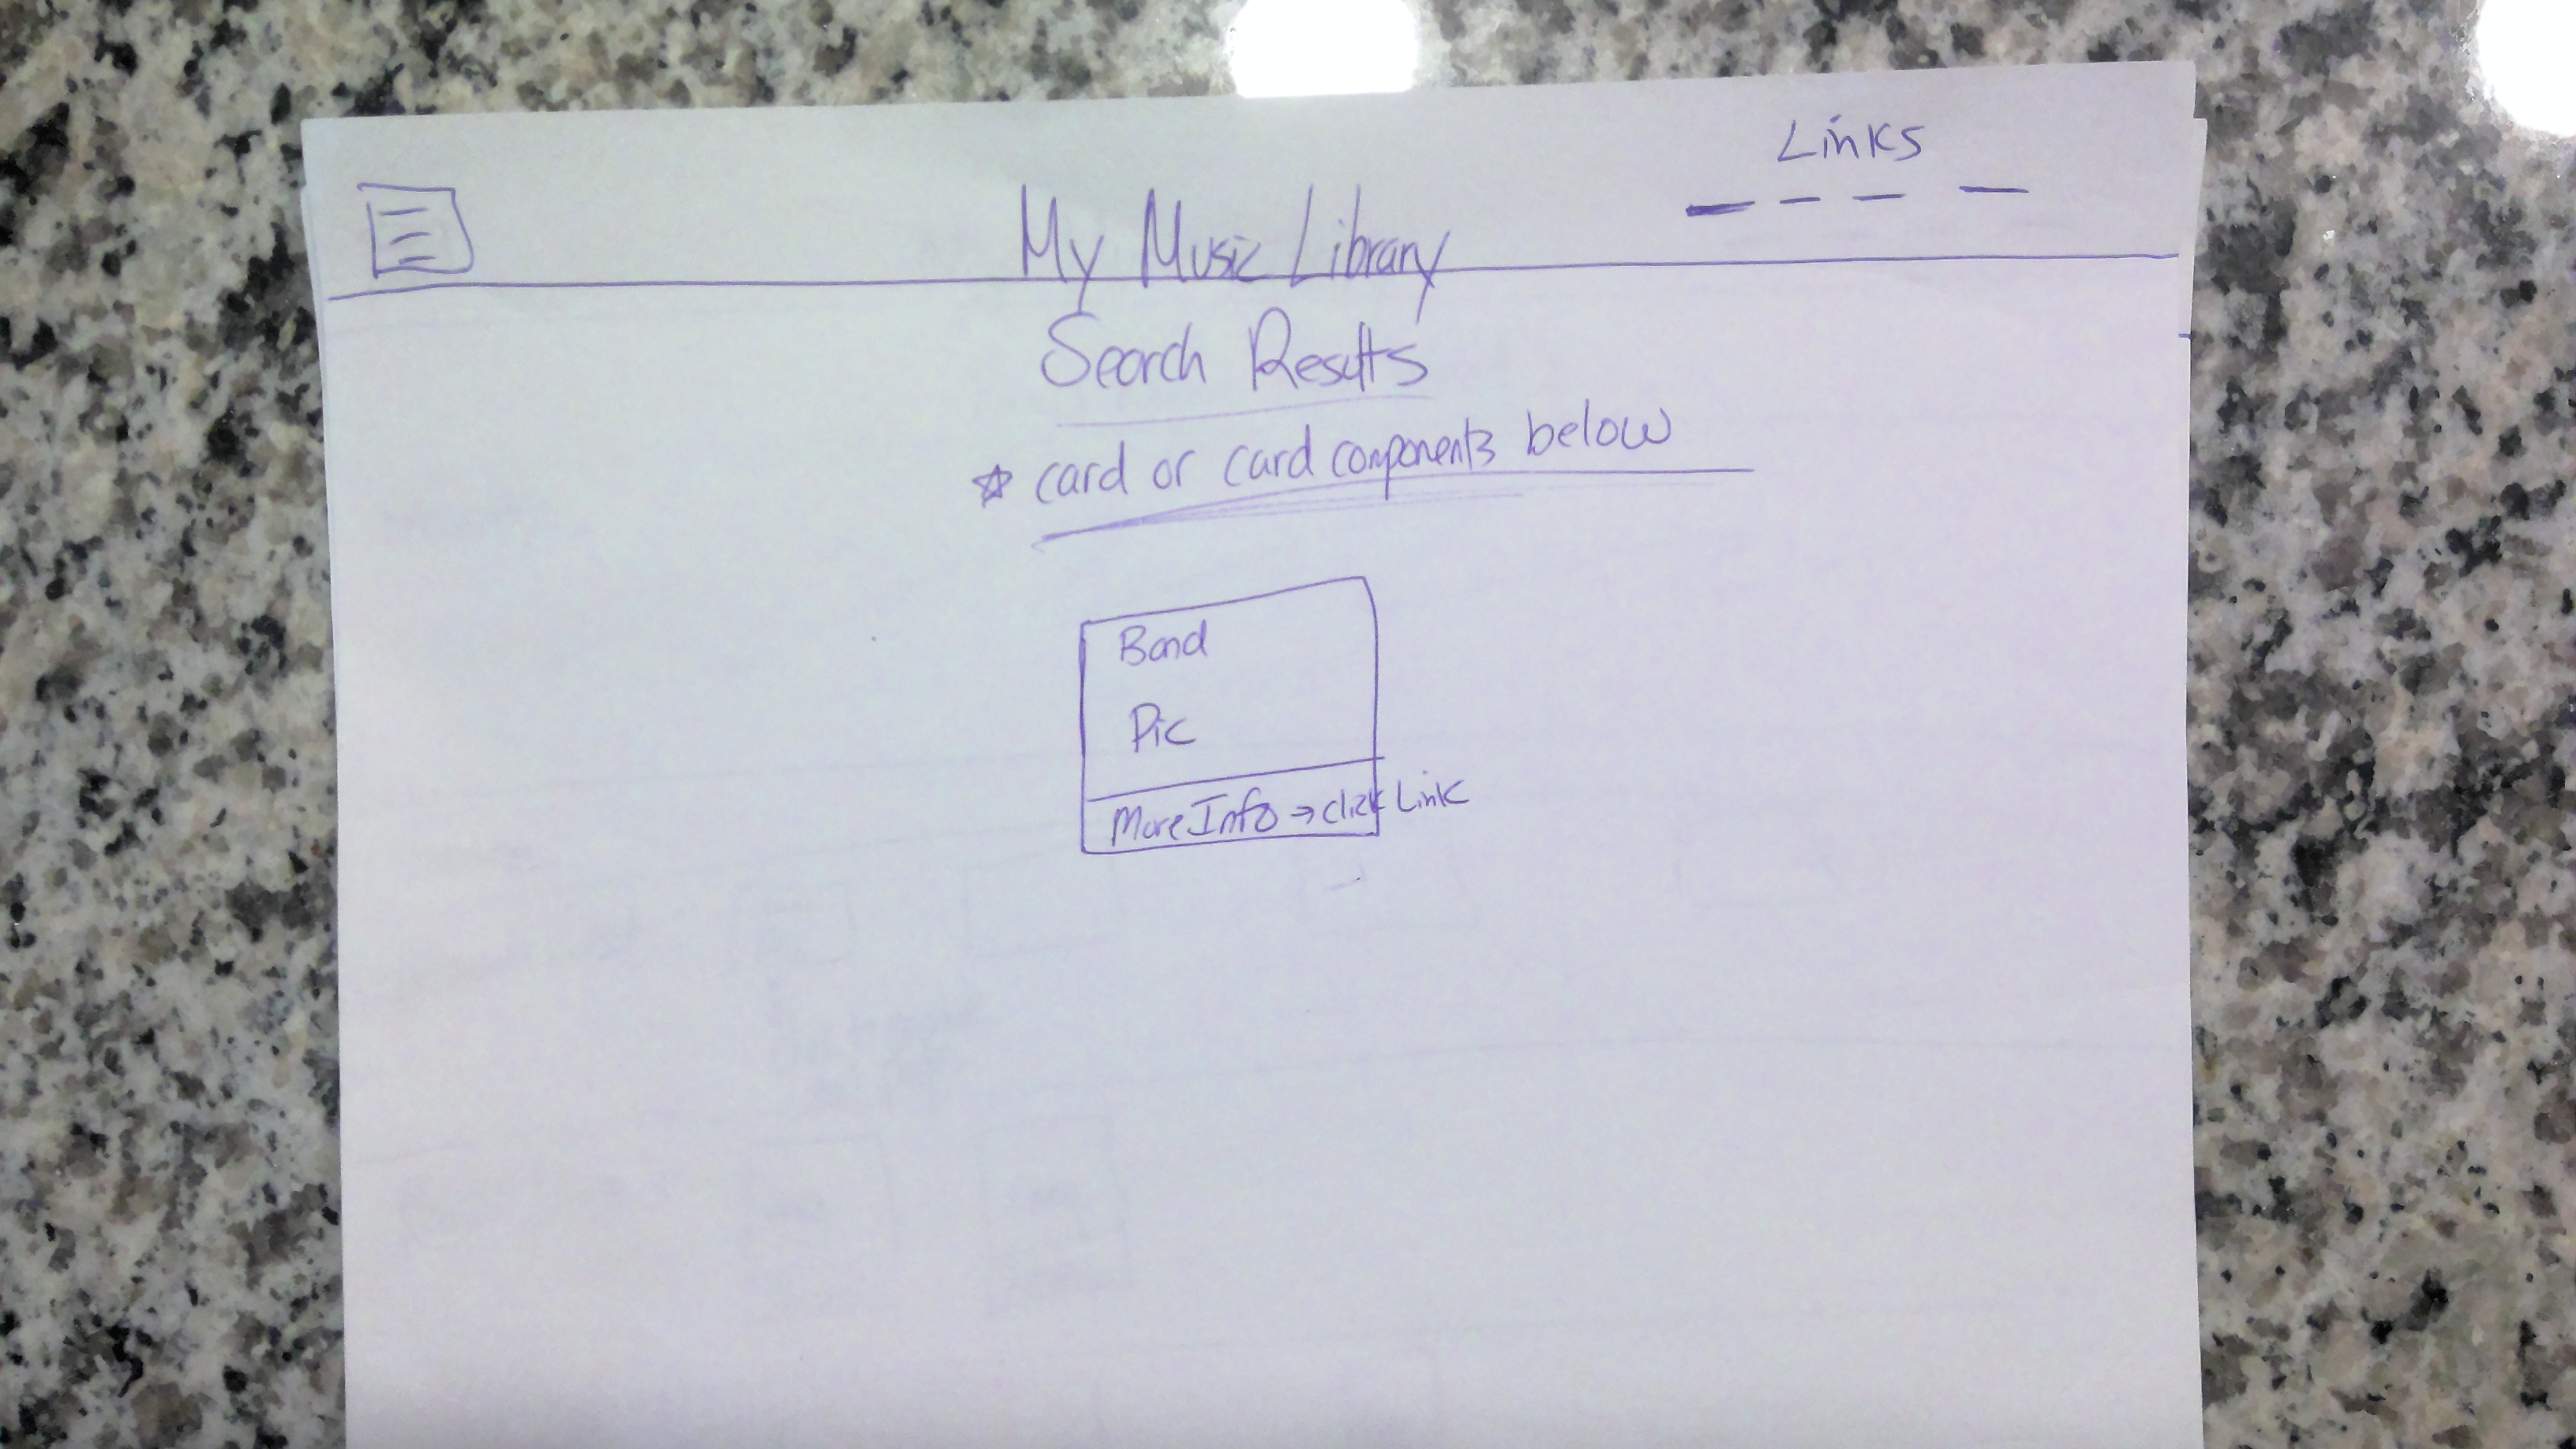 Links
My Music Library
Search Results
☆ card or card components below
Band
Pic
More Info → click Link